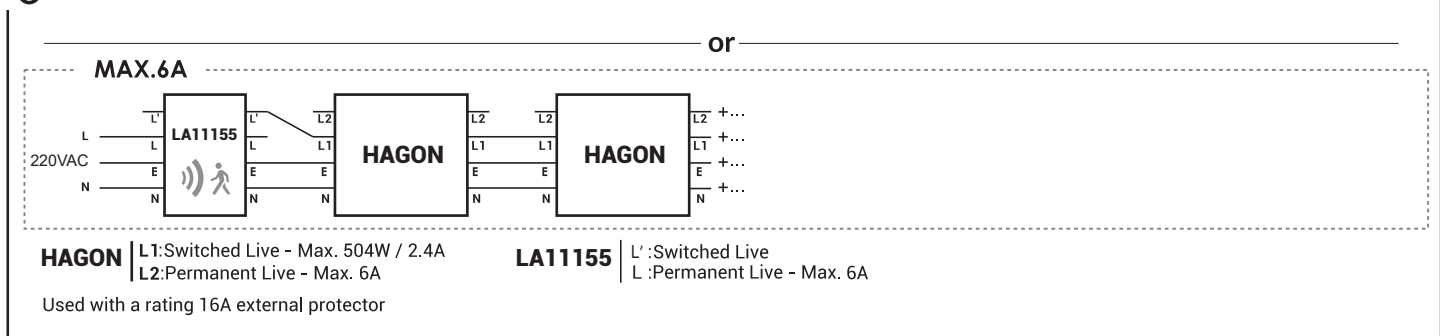 or
MAX.6A
L' LA11155 L' L2 HAGON L2 L2 HAGON L2 +...
L L L L1 L1 L1 L1 +...
220VAC E E E E E E +...
N N N N N N N +...
HAGON L1:Switched Live - Max. 504W / 2.4A LA11155 L' :Switched Live
L2:Permanent Live - Max. 6A L :Permanent Live - Max. 6A
Used with a rating 16A external protector